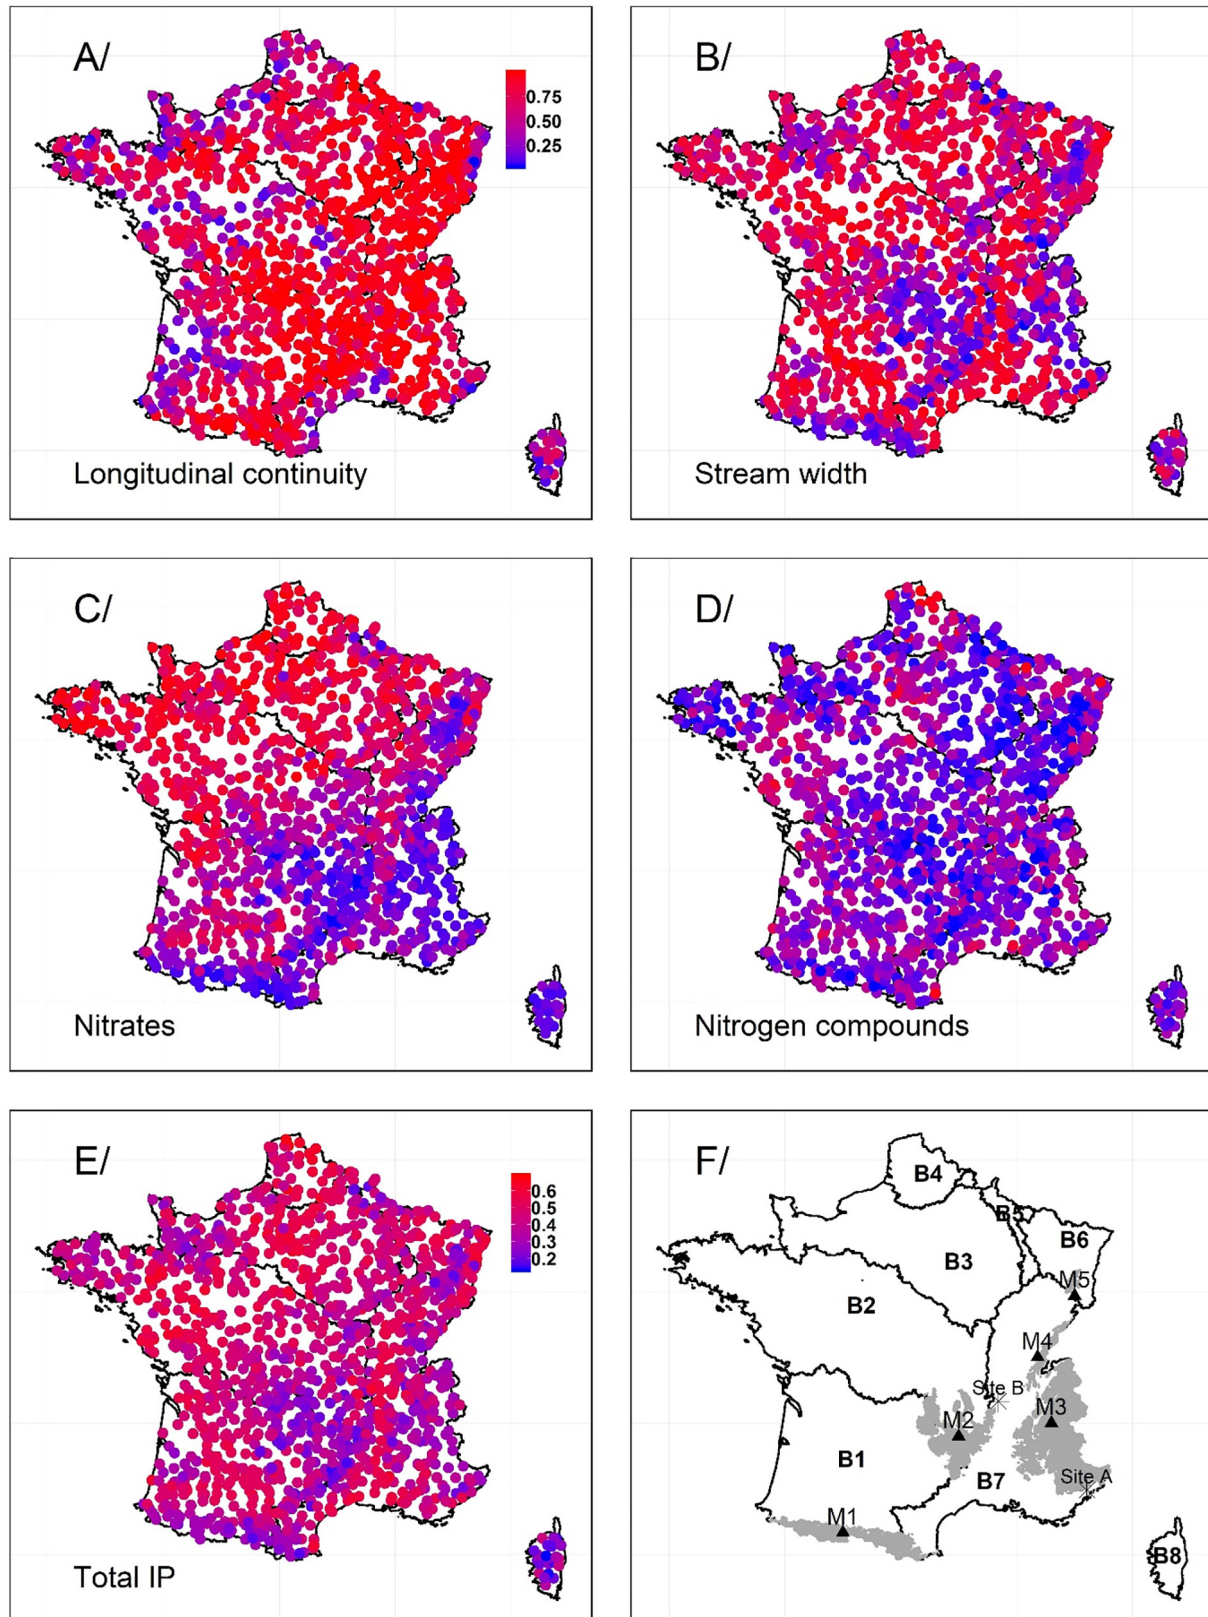 A/
0.75
0.50
0.25
Longitudinal continuity
B/
Stream width
C/
Nitrates
D/
Nitrogen compounds
E/
0.6
0.5
0.4
0.3
0.2
Total IP
F/
B4
B5
B6
B3
M5
B2
M4
Site B
M3
M2
B1
B7
Site A
M1
B8